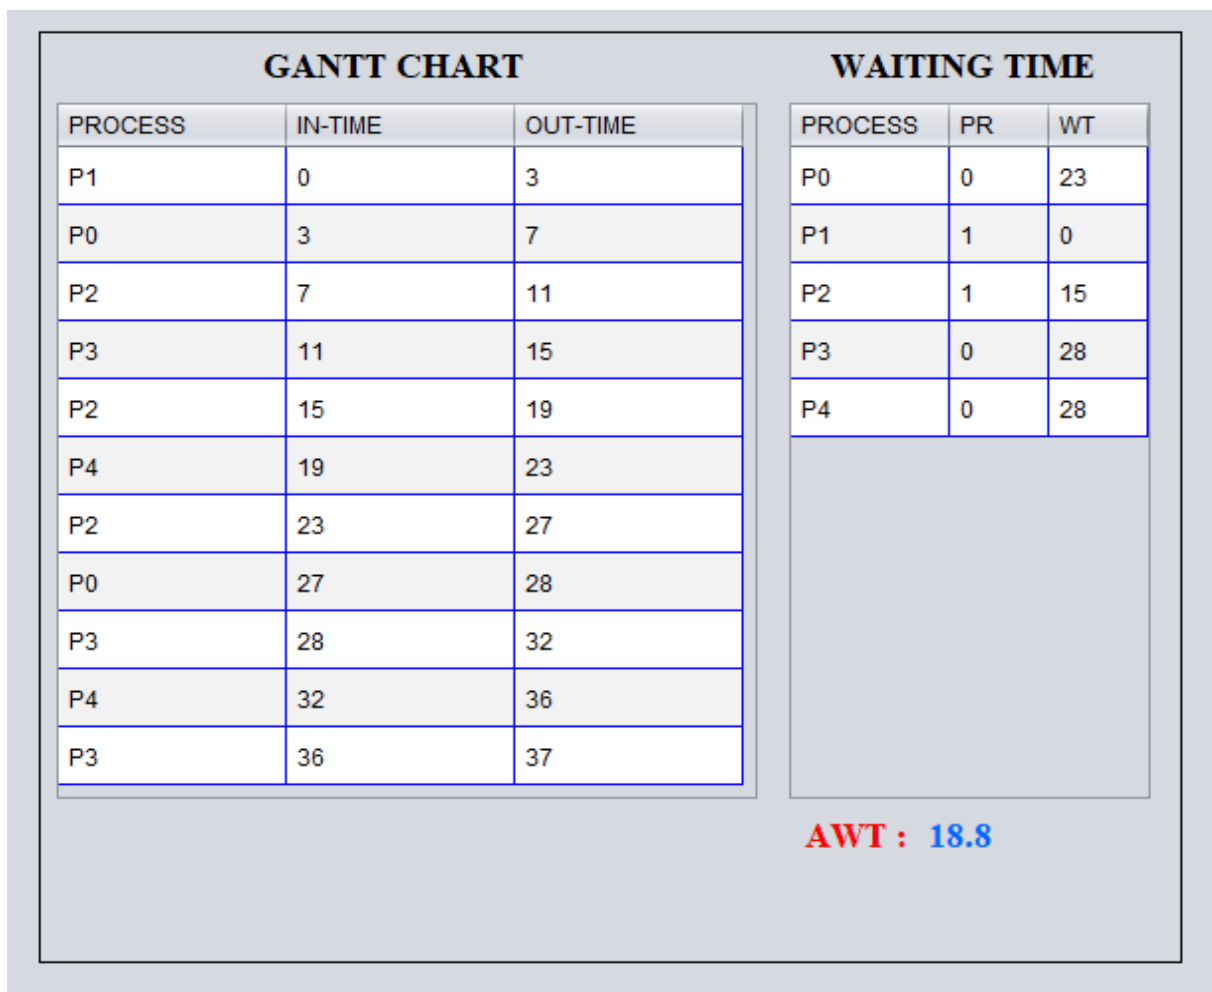 GANTT CHART
PROCESS IN-TIME OUT-TIME
P1 0 3
P0 3 7
P2 7 11
P3 11 15
P2 15 19
P4 19 23
P2 23 27
P0 27 28
P3 28 32
P4 32 36
P3 36 37
WAITING TIME
PROCESS PR WT
P0 0 23
P1 1 0
P2 1 15
P3 0 28
P4 0 28
AWT : 18.8